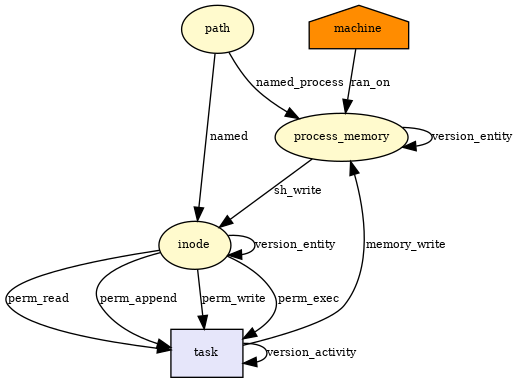 path
machine
named_process
ran_on
named
process_memory
version_entity
sh_write
inode
version_entity
memory_write
perm_read
perm_append
perm_write
perm_exec
task
version_activity